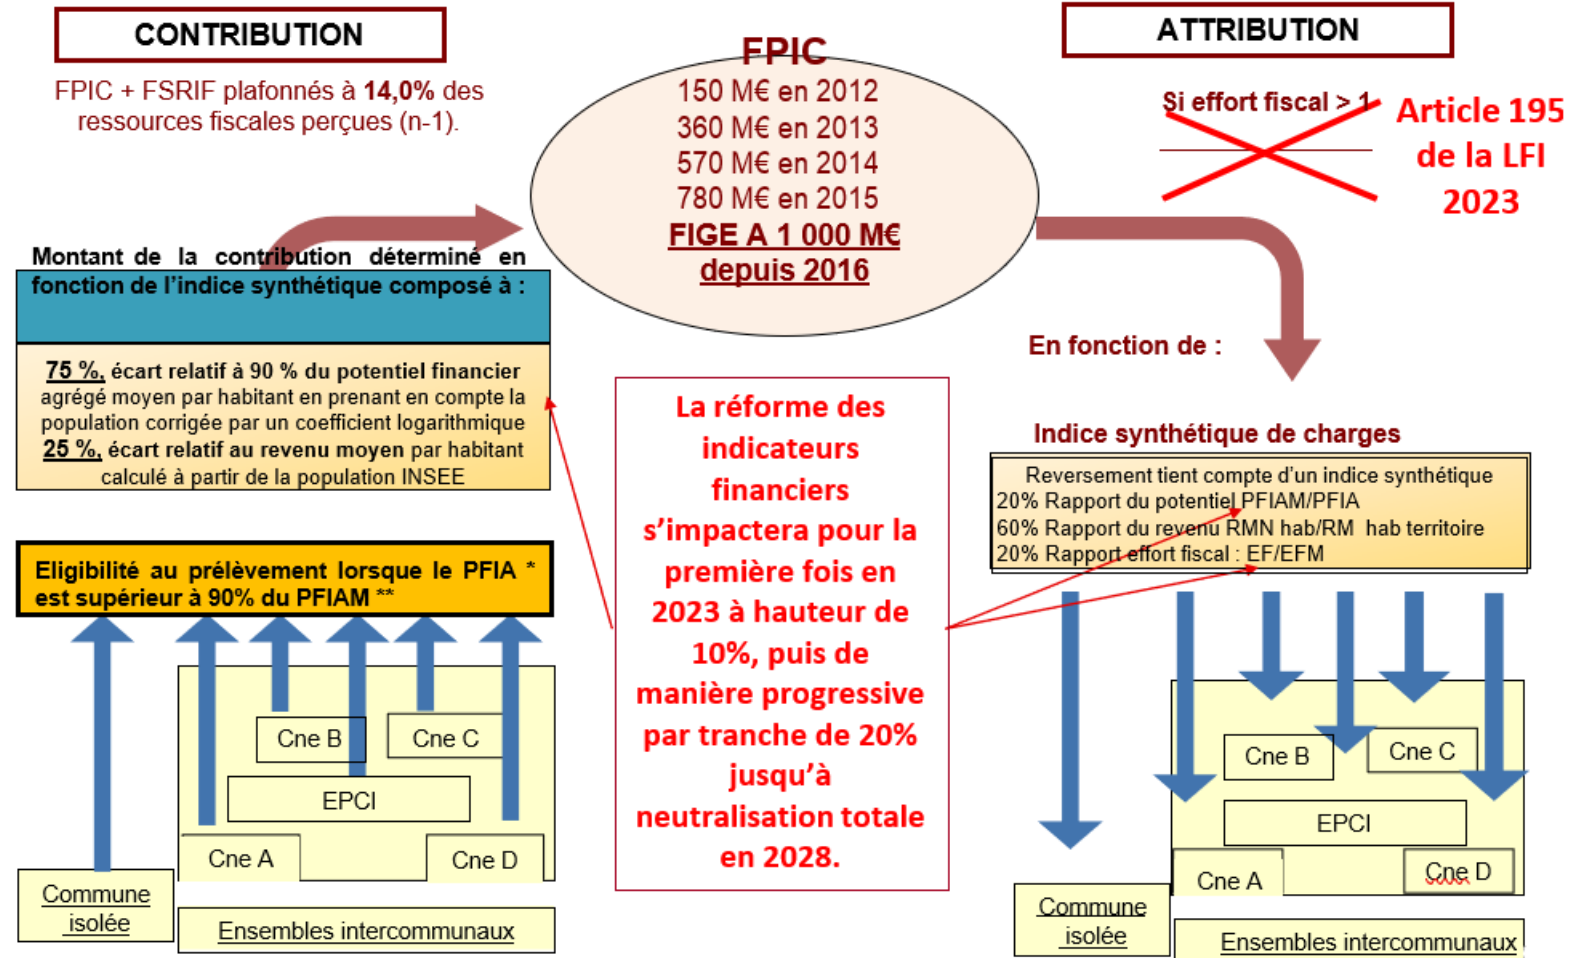 CONTRIBUTION
FPIC + FSRIF plafonnés à 14,0% des
ressources fiscales perçues (n-1).
FPIC
150 M€ en 2012
360 M€ en 2013
570 M€ en 2014
780 M€ en 2015
FIGE A 1 000 M€
depuis 2016
ATTRIBUTION
Si effort fiscal > 1
Article 195
de la LFI
2023
Montant de la contribution déterminé en
fonction de l'indice synthétique composé à :
75 %, écart relatif à 90 % du potentiel financier
agrégé moyen par habitant en prenant en compte la
population corrigée par un coefficient logarithmique
25 %, écart relatif au revenu moyen par habitant
calculé à partir de la population INSEE
Eligibilité au prélèvement lorsque le PFIA *
est supérieur à 90% du PFIAM **
Cne B
Cne C
EPCI
Cne A
Cne D
Commune
isolée
Ensembles intercommunaux
La réforme des
indicateurs
financiers
s'impactera pour la
première fois en
2023 à hauteur de
10%, puis de
manière progressive
par tranche de 20%
jusqu'à
neutralisation totale
en 2028.
En fonction de :
Indice synthétique de charges
Reversement tient compte d'un indice synthétique
20% Rapport du potentiel PFIAM/PFIA
60% Rapport du revenu RMN hab/RM hab territoire
20% Rapport effort fiscal : EF/EFM
Cne B
Cne C
EPCI
Cne A
Cne D
Commune
isolée
Ensembles intercommunaux